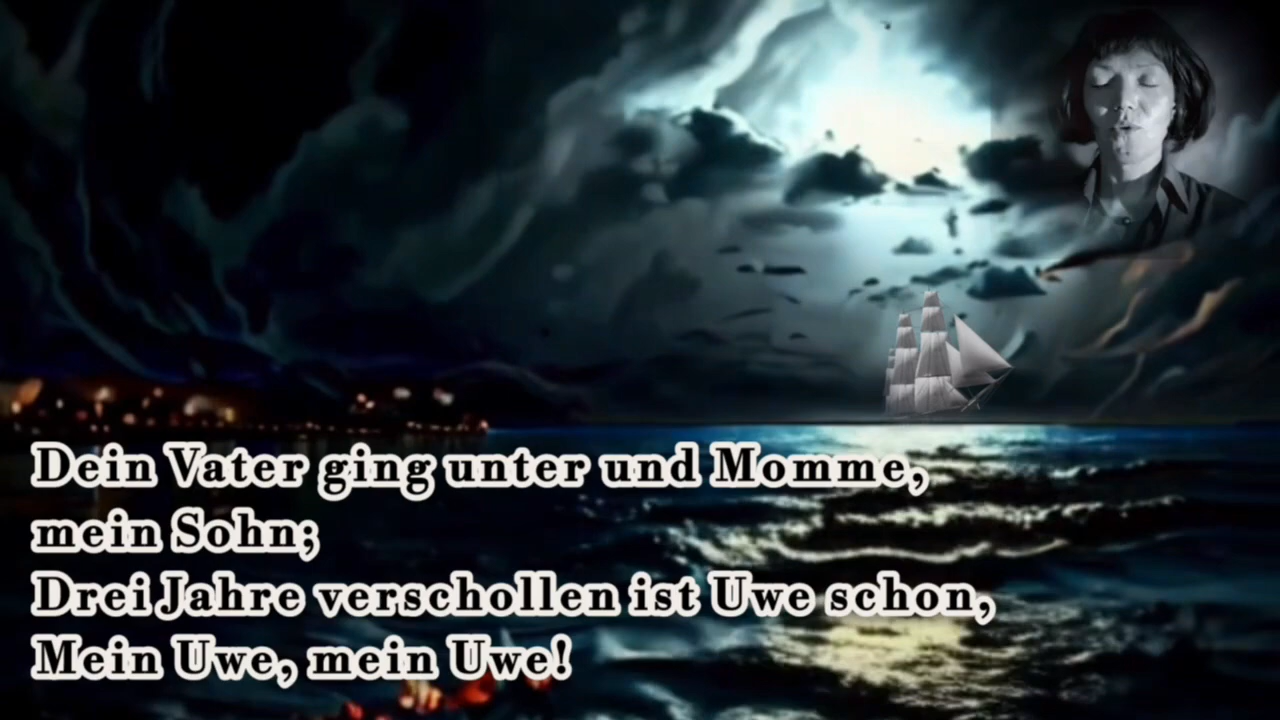 Dein Vater ging unter und Momme,
mein Sohn;
Drei Jahre verschollen ist Uwe schon,
Mein Uwe, mein Uwe!